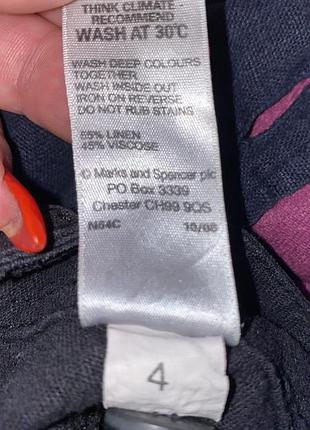 THINK CLIMATE -
RECOMMEND
WASH AT 30°C
WASH DEEP COLOURS
TOGETHER
WASH INSIDE OUT
IRON ON REVERSE
DO NOT RUB STAINS
55% LINEN
45% VISCOSE
© Marks and Spencer plc
PO Box 3339
Chester CH99 9QS
N64C 10/08
4